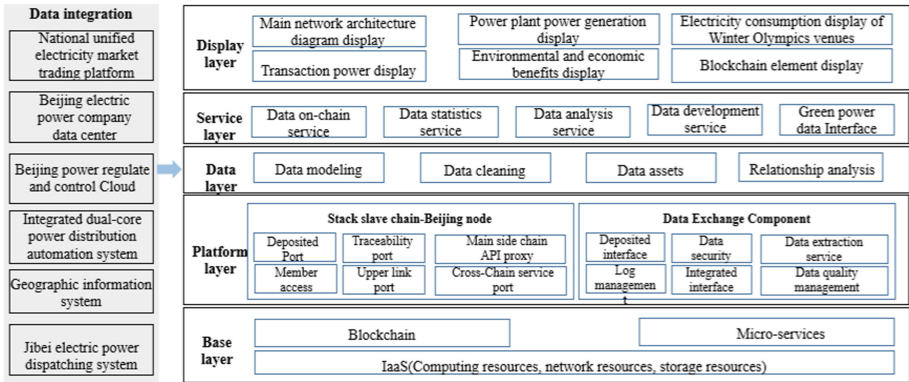 Data integration
National unified
electricity market
trading platform
Beijing electric
power company
data center
Beijing power regulate
and control Cloud
Integrated dual-core
power distribution
automation system
Geographic information
system
Jibei electric power
dispatching system
Display
layer
Main network architecture
diagram display
Power plant power generation
display
Electricity consumption display of
Winter Olympics venues
Transaction power display
Environmental and economic
benefits display
Blockchain element display
Service
layer
Data on-chain
service
Data statistics
service
Data analysis
service
Data development
service
Green power
data Interface
Data
layer
Data modeling
Data cleaning
Data assets
Relationship analysis
Platform
layer
Stack slave chain-Beijing node
Deposited
Port
Traceability
port
Main side chain
API proxy
Member
access
Upper link
port
Cross-Chain service
port
Data Exchange Component
Deposited
interface
Data
security
Data extraction
service
Log
managemen
t
Integrated
interface
Data quality
management
Base
layer
Blockchain
Micro-services
IaaS(Computing resources, network resources, storage resources)